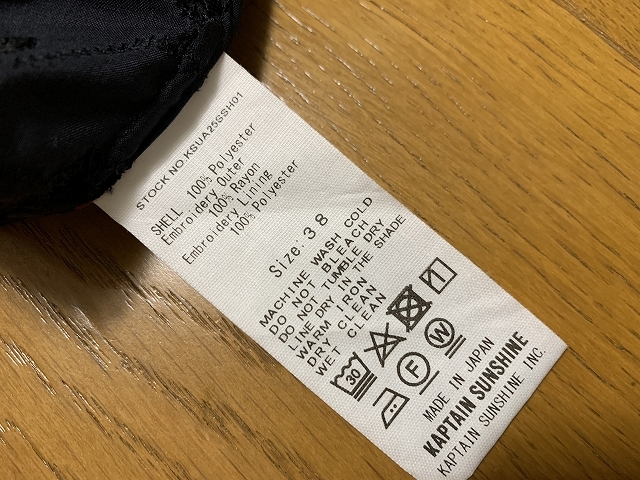 STOCK NO.KSUA25GSH01
SHELL 100% Polyester
Embroidery Outer
100% Rayon
Embroidery Lining
100% Polyester
Size: 38
MACHINE WASH COLD
DO NOT BLEACH
DO NOT TUMBLE DRY
LINE DRY IN THE SHADE
WARM IRON
DRY CLEAN
WET CLEAN
30
F W
MADE IN JAPAN
KAPTAIN SUNSHINE
KAPTAIN SUNSHINE INC.